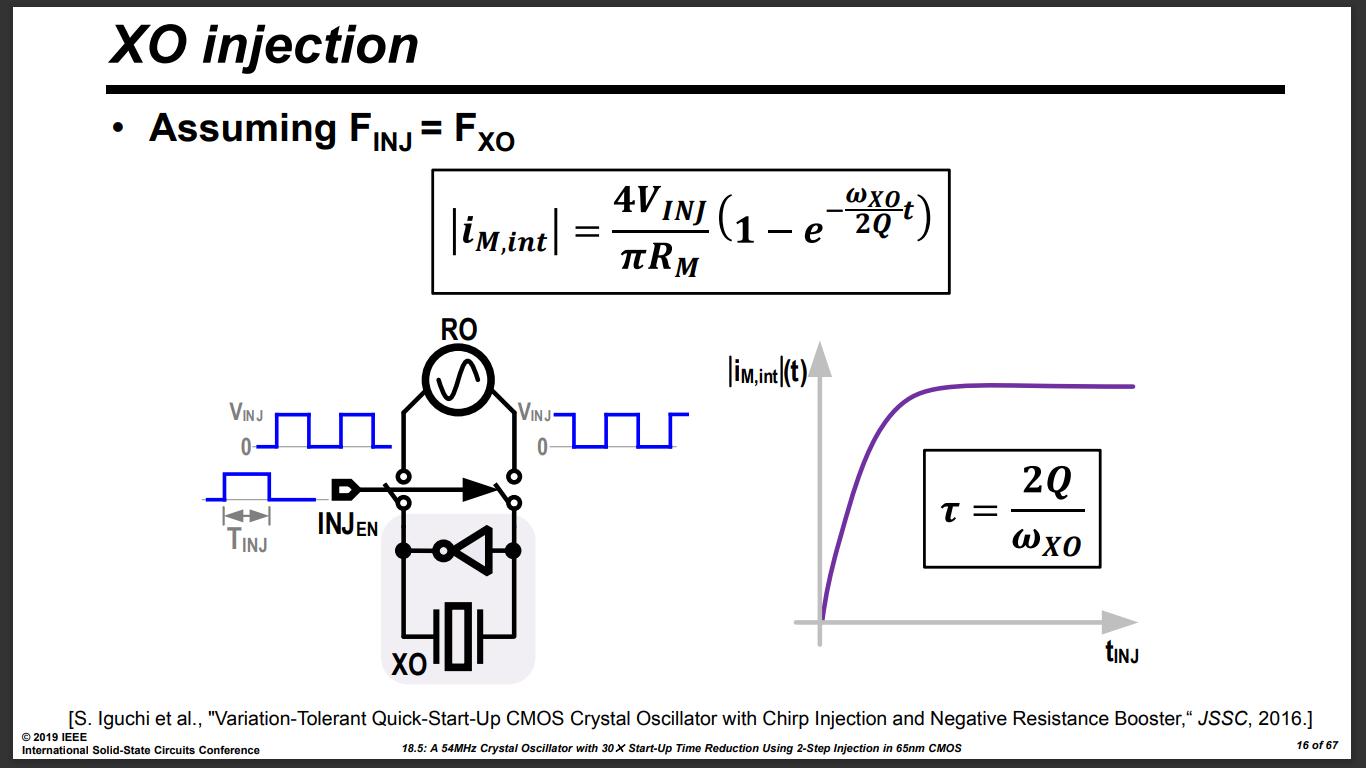 XO injection
• Assuming F_INJ = F_XO
|i_M,int| = 4V_INJ / πR_M (1 − e^(−(ω_XO / 2Q) t))
RO
V_INJ
0
V_INJ
0
INJ_EN
T_INJ
XO
|i_M,int|(t)
τ = 2Q / ω_XO
t_INJ
[S. Iguchi et al., "Variation-Tolerant Quick-Start-Up CMOS Crystal Oscillator with Chirp Injection and Negative Resistance Booster,“ JSSC, 2016.]
© 2019 IEEE
International Solid-State Circuits Conference
18.5: A 54MHz Crystal Oscillator with 30✕ Start-Up Time Reduction Using 2-Step Injection in 65nm CMOS
16 of 67